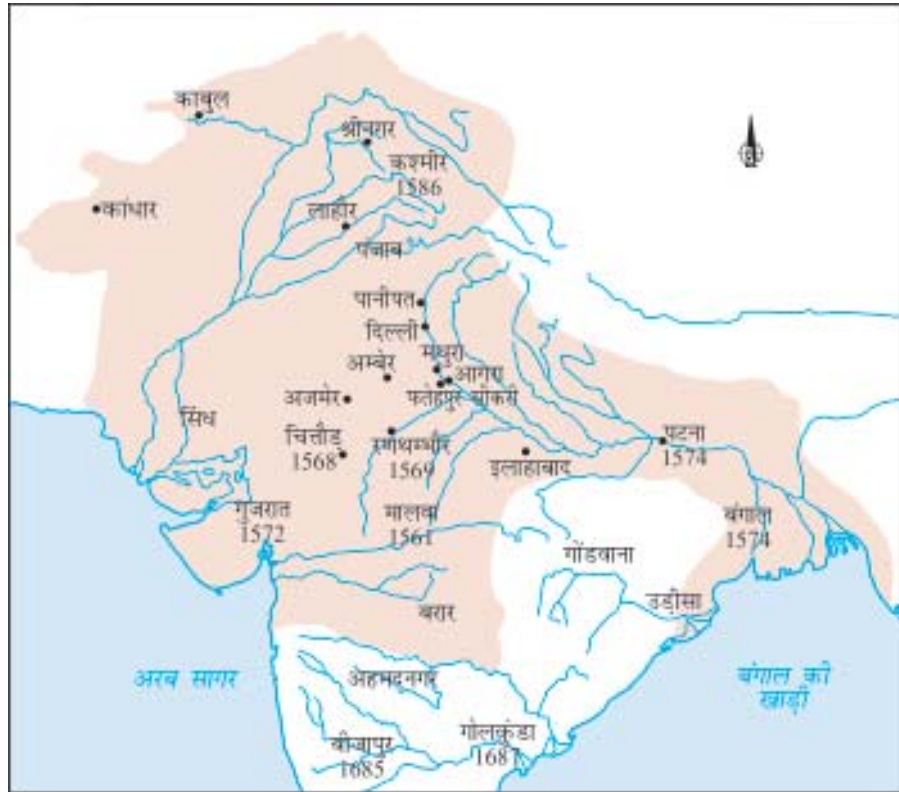 काबुल
श्रीनगर
कश्मीर
1586
कांधार
लाहौर
पंजाब
पानीपत
दिल्ली
मथुरा
आगरा
अम्बेर
फतेहपुर सीकरी
अजमेर
सिंध
चित्तौड़
1568
रणथम्भौर
1569
इलाहाबाद
पटना
1574
गुजरात
1572
मालवा
1561
बंगाल
1574
गोंडवाना
उड़ीसा
बरार
अरब सागर
अहमदनगर
बंगाल की
खाड़ी
गोलकुंडा
1687
बीजापुर
1685